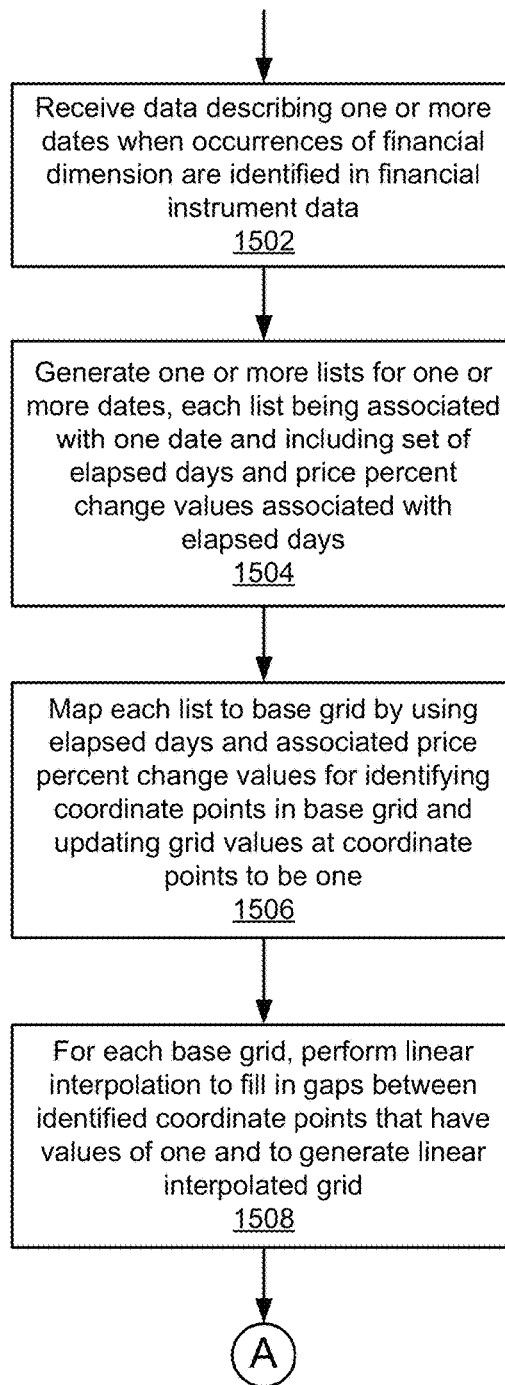 Receive data describing one or more
dates when occurrences of financial
dimension are identified in financial
instrument data
1502
Generate one or more lists for one or
more dates, each list being associated
with one date and including set of
elapsed days and price percent
change values associated with
elapsed days
1504
Map each list to base grid by using
elapsed days and associated price
percent change values for identifying
coordinate points in base grid and
updating grid values at coordinate
points to be one
1506
For each base grid, perform linear
interpolation to fill in gaps between
identified coordinate points that have
values of one and to generate linear
interpolated grid
1508
A